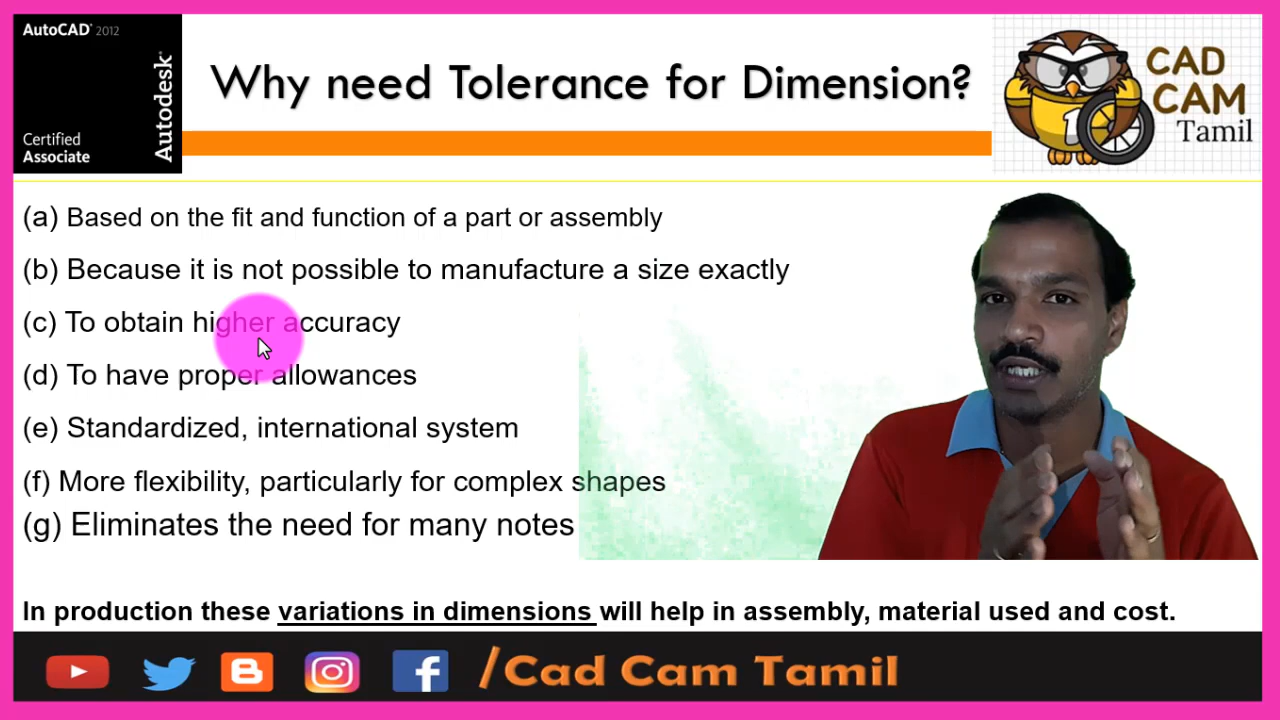 AutoCAD® 2012
Autodesk®
Certified
Associate
Why need Tolerance for Dimension?
CAD
CAM
Tamil
1
(a) Based on the fit and function of a part or assembly
(b) Because it is not possible to manufacture a size exactly
(c) To obtain higher accuracy
(d) To have proper allowances
(e) Standardized, international system
(f) More flexibility, particularly for complex shapes
(g) Eliminates the need for many notes
In production these variations in dimensions will help in assembly, material used and cost.
/Cad Cam Tamil